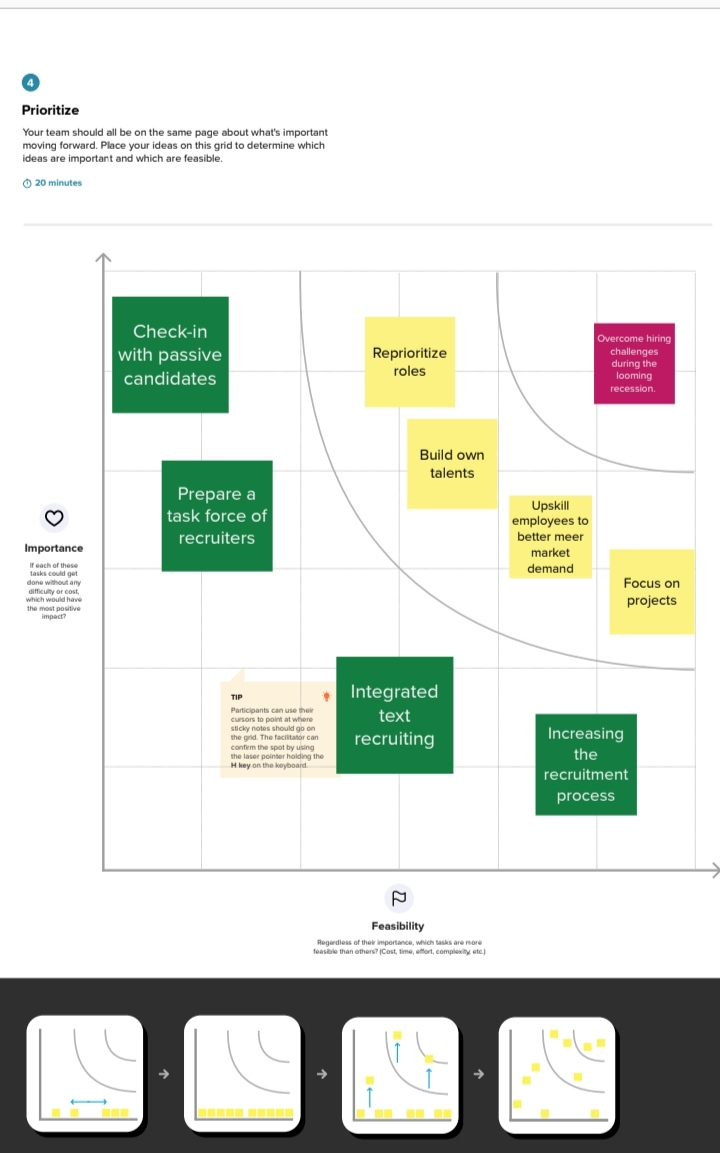 4
Prioritize
Your team should all be on the same page about what's important
moving forward. Place your ideas on this grid to determine which
ideas are important and which are feasible.
20 minutes
Check-in
with passive
candidates
Reprioritize
roles
Overcome hiring
challenges
during the
looming
recession.
Build own
talents
Prepare a
task force of
recruiters
Upskill
employees to
better meer
market
demand
Focus on
projects
Importance
If each of these
tasks could get
done without any
difficulty or cost,
which would have
the most positive
impact?
TIP
Participants can use their
cursors to point at where
sticky notes should go on
the grid. The facilitator can
confirm the spot by using
the laser pointer holding the
H key on the keyboard.
Integrated
text
recruiting
Increasing
the
recruitment
process
Feasibility
Regardless of their importance, which tasks are more
feasible than others? (Cost, time, effort, complexity, etc.)